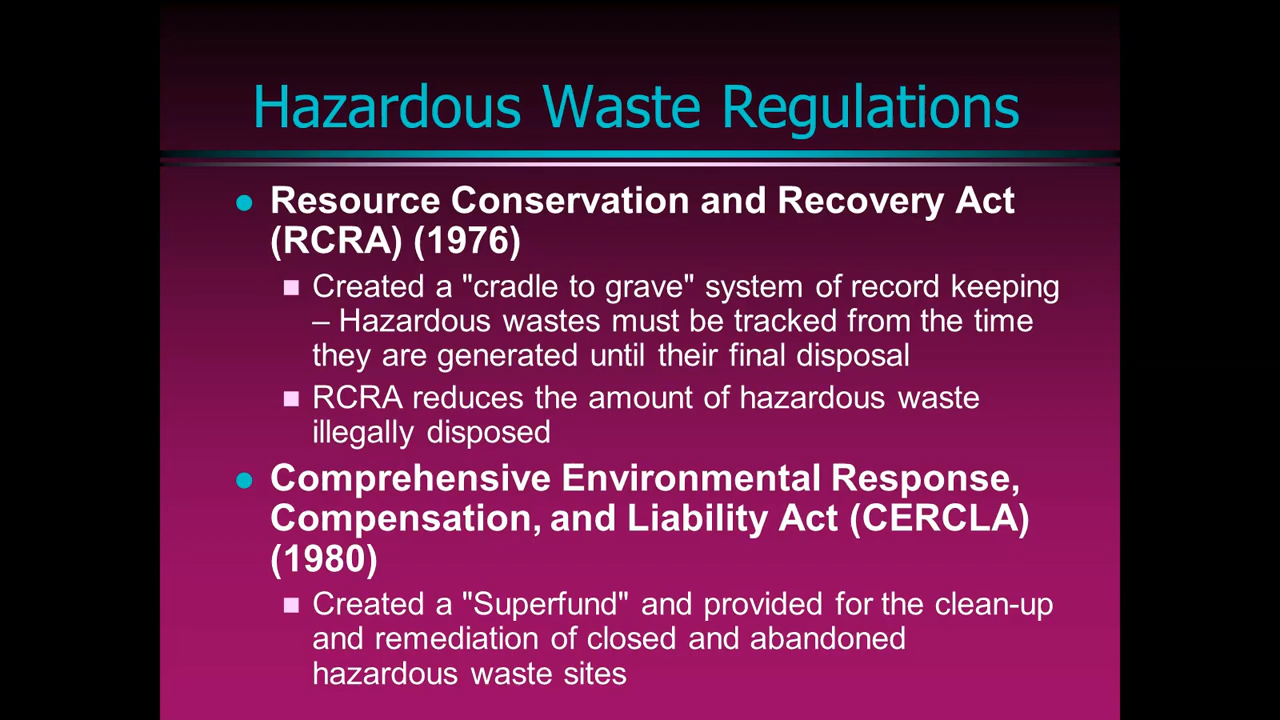 Hazardous Waste Regulations
Resource Conservation and Recovery Act
(RCRA) (1976)
Created a "cradle to grave" system of record keeping
– Hazardous wastes must be tracked from the time
they are generated until their final disposal
RCRA reduces the amount of hazardous waste
illegally disposed
Comprehensive Environmental Response,
Compensation, and Liability Act (CERCLA)
(1980)
Created a "Superfund" and provided for the clean-up
and remediation of closed and abandoned
hazardous waste sites